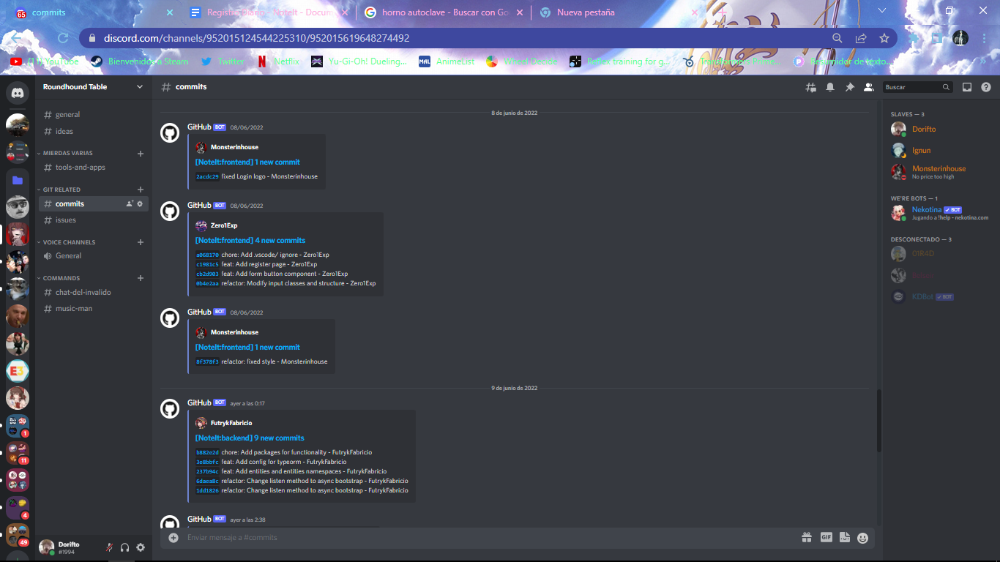 65 commits
Registro Diario - NoteIt - Docum
horno autoclave - Buscar con Go
Nueva pestaña
discord.com/channels/952015124544225310/952015619648274492
(11) YouTube
Bienvenido a Steam
Twitter
Netflix
Yu-Gi-Oh! Dueling...
MAL AnimeList
Wheel Decide
Reflex training for g...
Resumidor de texto...
Roundhound Table
general
ideas
MIERDAS VARIAS
tools-and-apps
GIT RELATED
commits
issues
VOICE CHANNELS
General
COMMANDS
chat-del-invalido
music-man
E3
1
11
4
49
Dorifto
#1994
commits
Buscar
8 de junio de 2022
GitHub BOT 08/06/2022
Monsterinhouse
[NoteIt:frontend] 1 new commit
2acdc29 fixed Login logo - Monsterinhouse
GitHub BOT 08/06/2022
Zero1Exp
[NoteIt:frontend] 4 new commits
a068170 chore: Add .vscode/ ignore - Zero1Exp
c1981c5 feat: Add register page - Zero1Exp
cb2d903 feat: Add form button component - Zero1Exp
0b4e2aa refactor: Modify input classes and structure - Zero1Exp
GitHub BOT 08/06/2022
Monsterinhouse
[NoteIt:frontend] 1 new commit
8f378f3 refactor: fixed style - Monsterinhouse
9 de junio de 2022
GitHub BOT ayer a las 0:17
FutrykFabricio
[NoteIt:backend] 9 new commits
b882e2d chore: Add packages for functionality - FutrykFabricio
3e8bbfc feat: Add config for typeorm - FutrykFabricio
237b94c feat: Add entities and entities namespaces - FutrykFabricio
6daea8c refactor: Change listen method to async bootstrap - FutrykFabricio
1dd1826 refactor: Change listen method to async bootstrap - FutrykFabricio
GitHub BOT ayer a las 2:38
Enviar mensaje a #commits
GIF
SLAVES — 3
Dorifto
Ignun
Monsterinhouse
No price too high
WE'RE BOTS — 1
Nekotina BOT
Jugando a !help - nekotina.com
DESCONECTADO — 3
01R4D
KDBot BOT